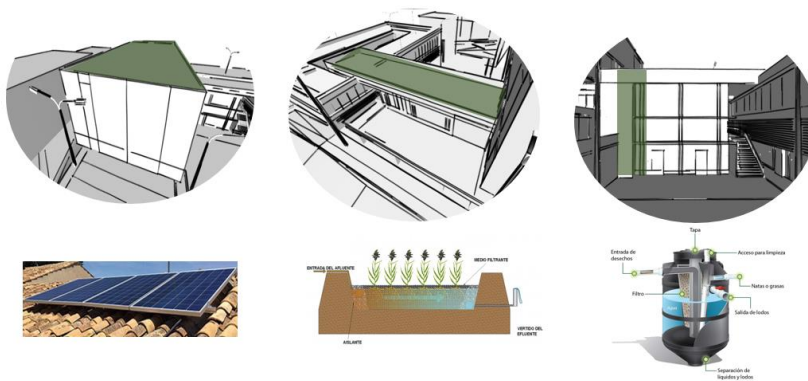 ENTRADA DEL AFLUENTE
MEDIO FILTRANTE
AISLANTE
VERTIDO DEL
EFLUENTE
Tapa
Entrada de
desechos
Acceso para limpieza
Filtro
Natas o grasas
Salida de lodos
Separación de
líquidos y lodos